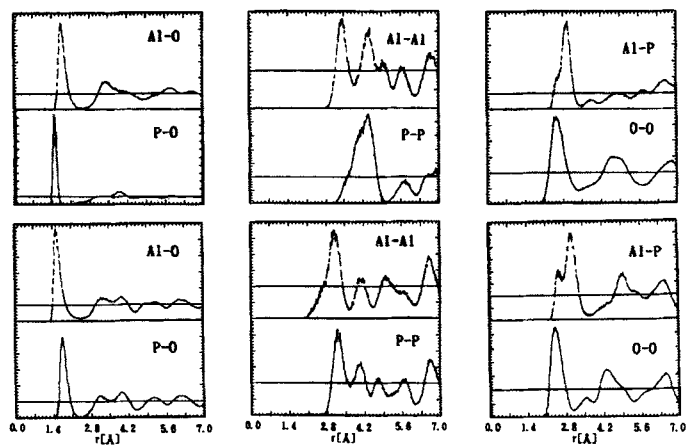 Al-O
Al-Al
Al-P
P-O
P-P
O-O
Al-O
Al-Al
Al-P
P-O
P-P
O-O
0.0 1.4 2.8 4.2 5.6 7.0
0.0 1.4 2.8 4.2 5.6 7.0
0.0 1.4 2.8 4.2 5.6 7.0
r[A]
r[A]
r[A]